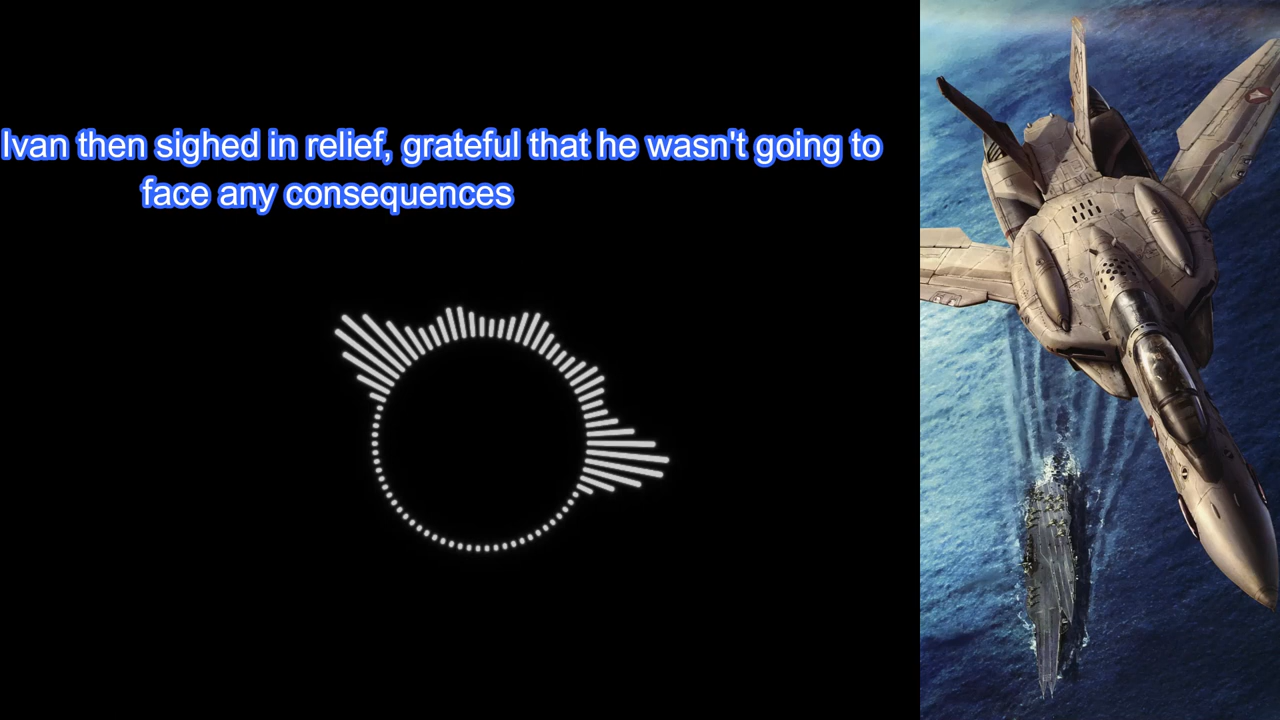 Ivan then sighed in relief, grateful that he wasn't going to
face any consequences